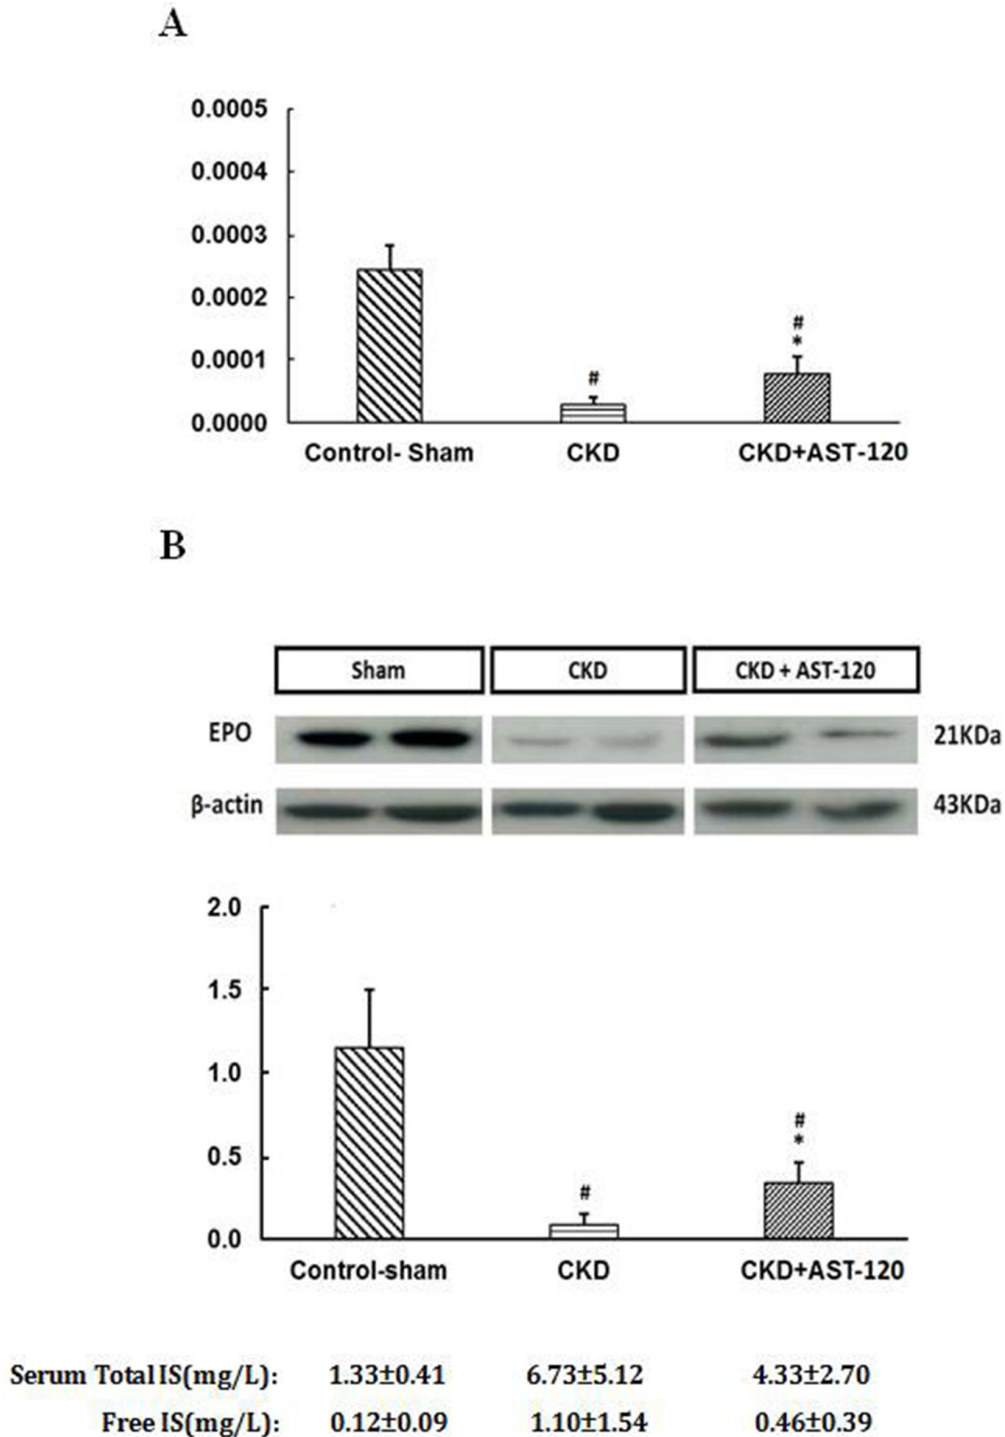 A
0.0005
0.0004
0.0003
0.0002
0.0001
0.0000
#
#
*
Control- Sham CKD CKD+AST-120
B
Sham CKD CKD + AST-120
EPO 21KDa
β-actin 43KDa
2.0
1.5
1.0
0.5
0.0
#
#
*
Control-sham CKD CKD+AST-120
Serum Total IS(mg/L): 1.33±0.41 6.73±5.12 4.33±2.70
Free IS(mg/L): 0.12±0.09 1.10±1.54 0.46±0.39